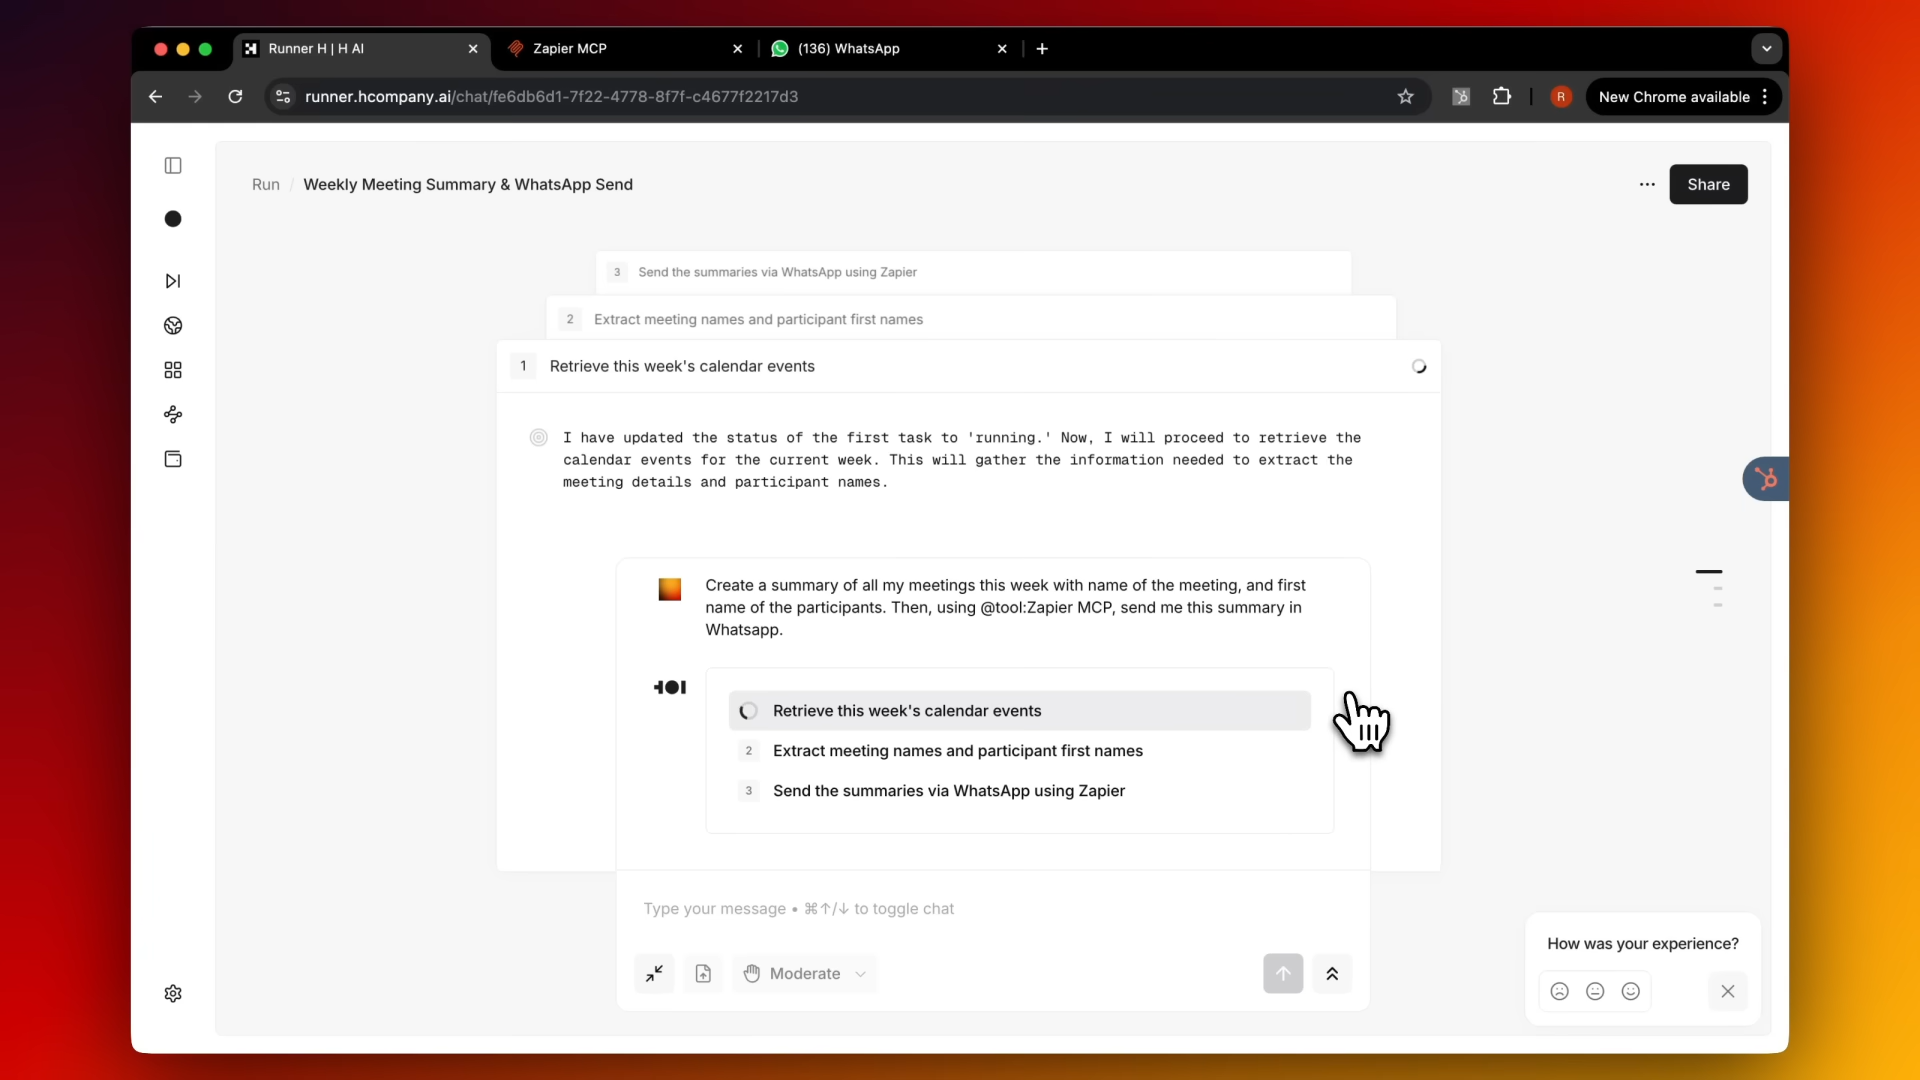 Runner H | H AI
Zapier MCP
(136) WhatsApp
runner.hcompany.ai/chat/fe6db6d1-7f22-4778-8f7f-c4677f2217d3
R
New Chrome available
Run / Weekly Meeting Summary & WhatsApp Send
Share
3 Send the summaries via WhatsApp using Zapier
2 Extract meeting names and participant first names
1 Retrieve this week's calendar events
I have updated the status of the first task to 'running.' Now, I will proceed to retrieve the
calendar events for the current week. This will gather the information needed to extract the
meeting details and participant names.
Create a summary of all my meetings this week with name of the meeting, and first
name of the participants. Then, using @tool:Zapier MCP, send me this summary in
Whatsapp.
Retrieve this week's calendar events
2 Extract meeting names and participant first names
3 Send the summaries via WhatsApp using Zapier
Type your message • ⌘↑/↓ to toggle chat
Moderate
How was your experience?